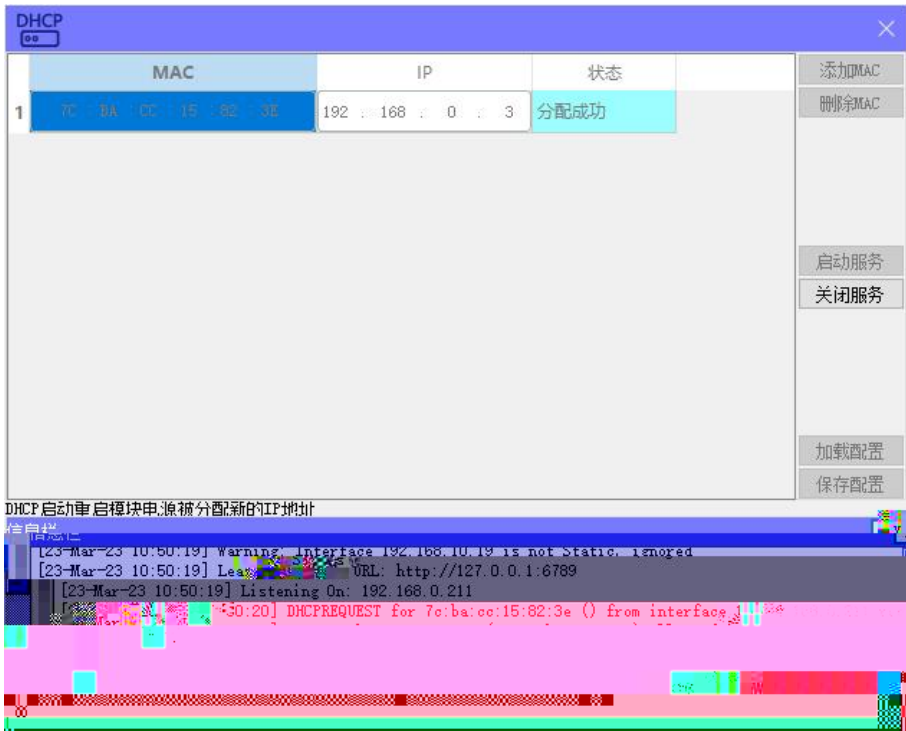 DHCP
MAC IP 状态
1 7C : BA : CC : 15 : 82 : 3E 192 . 168 . 0 . 3 分配成功
添加MAC
删除MAC
启动服务
关闭服务
加载配置
保存配置
DHCP启动重启模块电源被分配新的IP地址
信息栏
[23-Mar-23 10:50:19] Warning: Interface 192.168.10.19 is not Static, ignored
[23-Mar-23 10:50:19] URL: http://127.0.0.1:6789
[23-Mar-23 10:50:19] Listening On: 192.168.0.211
:20] DHCPREQUEST for 7c:ba:cc:15:82:3e () from interface